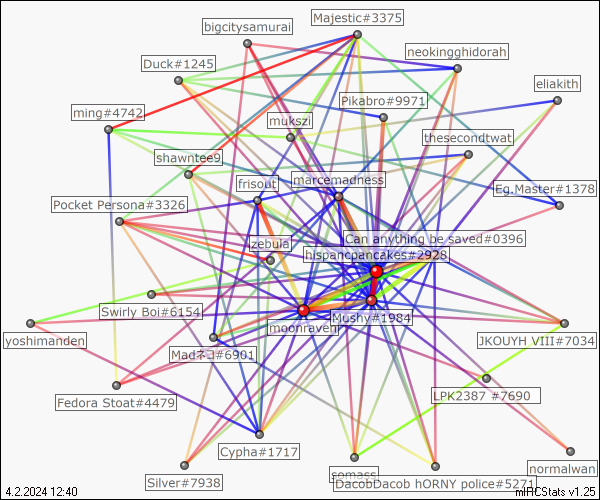 Majestic#3375
bigcitysamurai
neokingghidorah
Duck#1245
eliakith
Pikabro#9971
ming#4742
mukszi
thesecondtwat
shawntee9
marcemadness
frisout
Eg.Master#1378
Pocket Persona#3326
Can anything be saved#0396
zebula
hispancpancakes#2928
Swirly Boi#6154
Mushy#1984
moonraven
yoshimanden
JKOUYH VIII#7034
Madネコ#6901
LPK2387 #7690
Fedora Stoat#4479
Cypha#1717
normalwan
somass
Silver#7938
DacobDacob hORNY police#5271
4.2.2024 12:40
mIRCStats v1.25